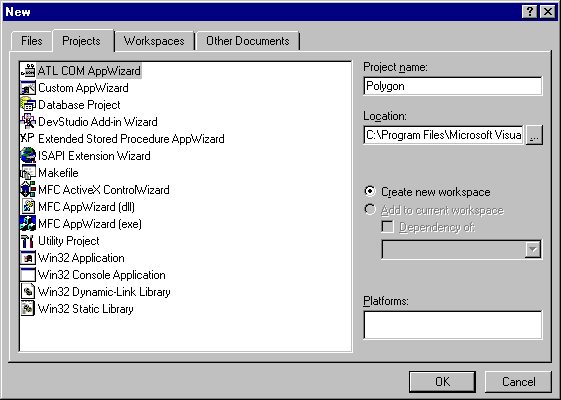 New
Files
Projects
Workspaces
Other Documents
ATL COM AppWizard
Custom AppWizard
Database Project
DevStudio Add-in Wizard
Extended Stored Procedure AppWizard
ISAPI Extension Wizard
Makefile
MFC ActiveX ControlWizard
MFC AppWizard (dll)
MFC AppWizard (exe)
Utility Project
Win32 Application
Win32 Console Application
Win32 Dynamic-Link Library
Win32 Static Library
Project name:
Polygon
Location:
C:\Program Files\Microsoft Visua
...
Create new workspace
Add to current workspace
Dependency of:
Platforms:
OK
Cancel